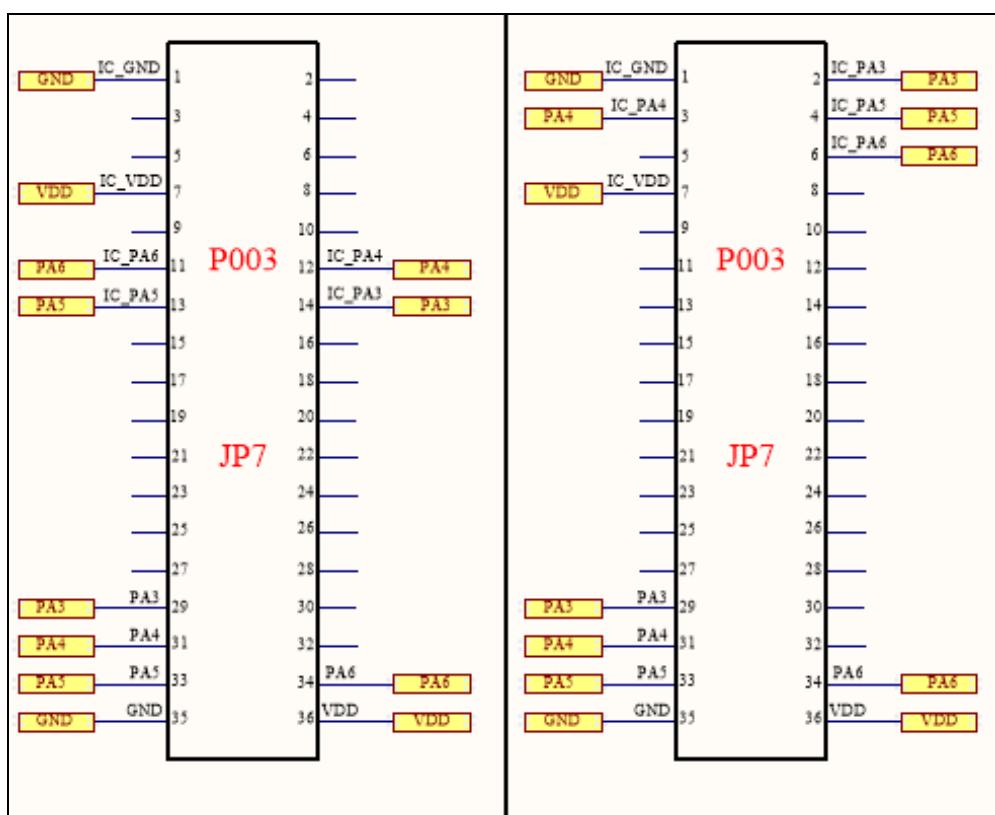 IC_GND
GND 1 2
3 4
5 6
IC_VDD
VDD 7 8
9 10
IC_PA6 IC_PA4
PA6 11 P003 12 PA4
IC_PA5 IC_PA3
PA5 13 14 PA3
15 16
17 18
19 20
21 JP7 22
23 24
25 26
27 28
PA3
PA3 29 30
PA4
PA4 31 32
PA5 PA6
PA5 33 34 PA6
GND VDD
GND 35 36 VDD
IC_GND IC_PA3
GND 1 2 PA3
IC_PA4 IC_PA5
PA4 3 4 PA5
IC_PA6
5 6 PA6
IC_VDD
VDD 7 8
9 10
11 P003 12
13 14
15 16
17 18
19 20
21 JP7 22
23 24
25 26
27 28
PA3
PA3 29 30
PA4
PA4 31 32
PA5 PA6
PA5 33 34 PA6
GND VDD
GND 35 36 VDD